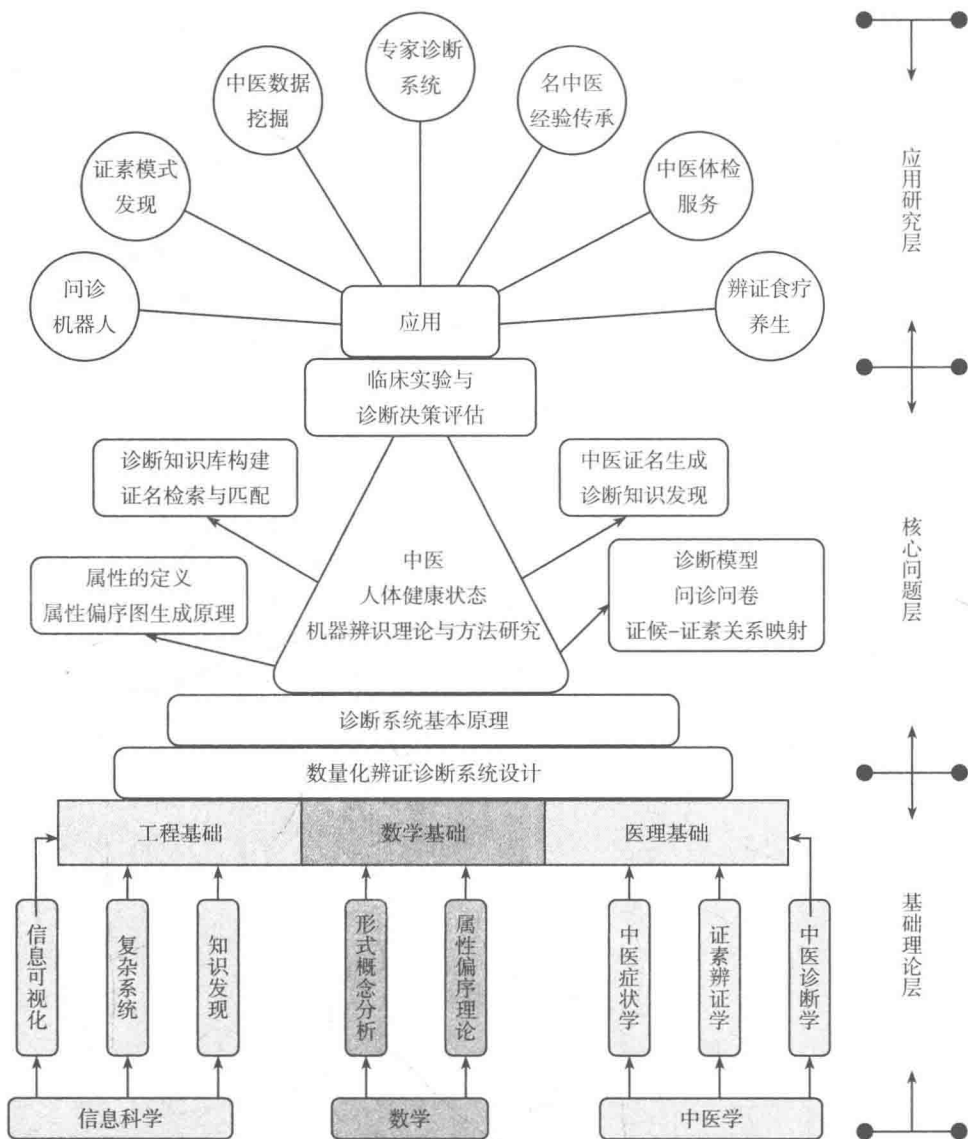 专家诊断
系统
中医数据
挖掘
名中医
经验传承
证素模式
发现
中医体检
服务
问诊
机器人
辨证食疗
养生
应用
应用研究层
临床实验与
诊断决策评估
诊断知识库构建
证名检索与匹配
中医证名生成
诊断知识发现
属性的定义
属性偏序图生成原理
中医
人体健康状态
机器辨识理论与方法研究
诊断模型
问诊问卷
证候-证素关系映射
核心问题层
诊断系统基本原理
数量化辨证诊断系统设计
工程基础
数学基础
医理基础
信息可视化
复杂系统
知识发现
形式概念分析
属性偏序理论
中医症状学
证素辨证学
中医诊断学
基础理论层
信息科学
数学
中医学